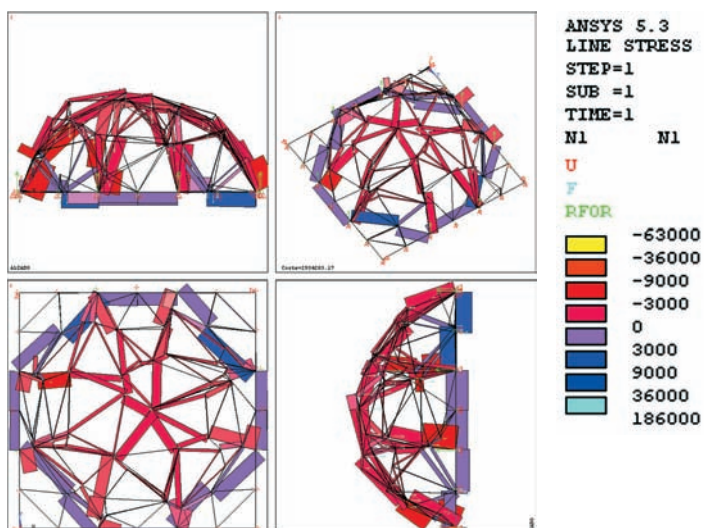 ANSYS 5.3
LINE STRESS
STEP=1
SUB =1
TIME=1
N1 N1
U
F
RFOR
-63000
-36000
-9000
-3000
0
3000
9000
36000
186000
ALZADO